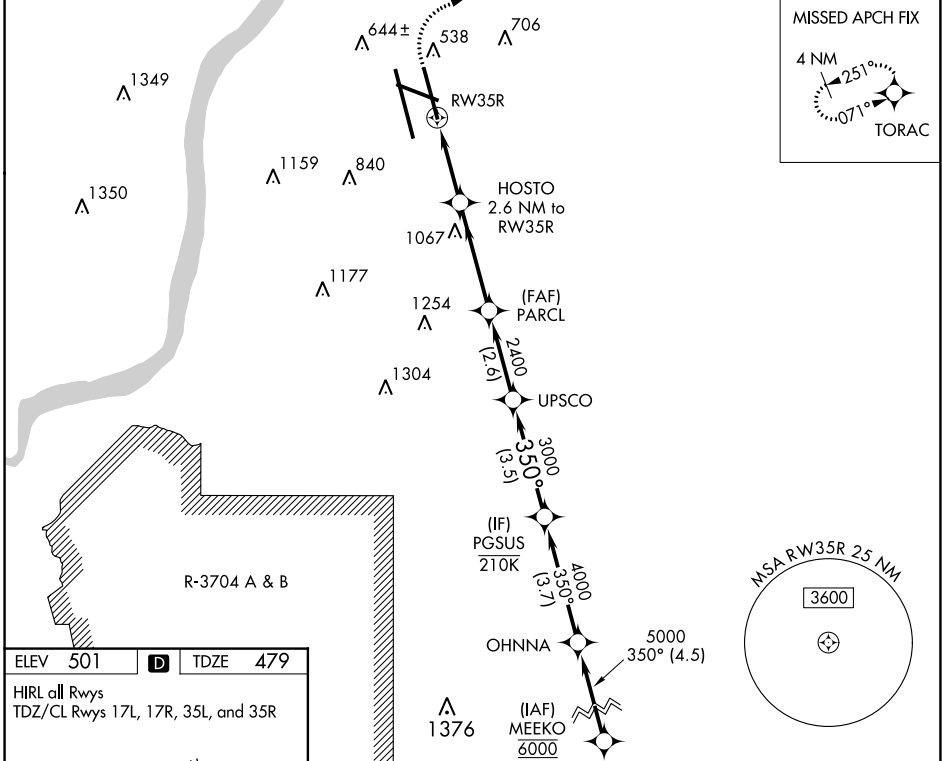 644±
538
706
MISSED APCH FIX
4 NM
251°
071°
TORAC
1349
RW35R
1159
840
1350
HOSTO
2.6 NM to
RW35R
1067
1177
(FAF)
PARCL
1254
2400
(2.6)
1304
UPSCO
3000
350°
(3.5)
(IF)
PGSUS
210K
R-3704 A & B
4000
350°
(3.7)
MSA RW35R 25 NM
3600
OHNNA
5000
350° (4.5)
ELEV 501 D TDZE 479
HIRL all Rwys
TDZ/CL Rwys 17L, 17R, 35L, and 35R
1376
(IAF)
MEEKO
6000